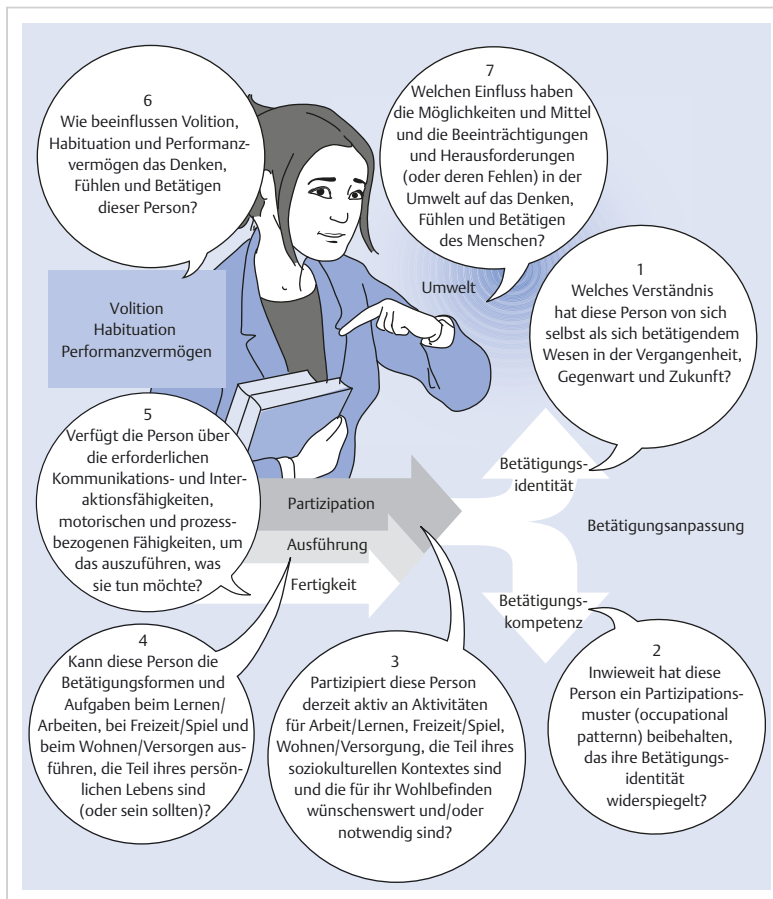 6
Wie beeinflussen Volition,
Habituation und Performanz-
vermögen das Denken,
Fühlen und Betätigen
dieser Person?
7
Welchen Einfluss haben
die Möglichkeiten und Mittel
und die Beeinträchtigungen
und Herausforderungen
(oder deren Fehlen) in der
Umwelt auf das Denken,
Fühlen und Betätigen
des Menschen?
Umwelt
1
Welches Verständnis
hat diese Person von sich
selbst als sich betätigendem
Wesen in der Vergangenheit,
Gegenwart und Zukunft?
Volition
Habituation
Performanzvermögen
5
Verfügt die Person über
die erforderlichen
Kommunikations- und Inter-
aktionsfähigkeiten,
motorischen und prozess-
bezogenen Fähigkeiten, um
das auszuführen, was
sie tun möchte?
Partizipation
Ausführung
Fertigkeit
Betätigungs-
identität
Betätigungsanpassung
Betätigungs-
kompetenz
4
Kann diese Person die
Betätigungsformen und
Aufgaben beim Lernen/
Arbeiten, bei Freizeit/Spiel und
beim Wohnen/Versorgen aus-
führen, die Teil ihres persön-
lichen Lebens sind
(oder sein sollten)?
3
Partizipiert diese Person
derzeit aktiv an Aktivitäten
für Arbeit/Lernen, Freizeit/Spiel,
Wohnen/Versorgung, die Teil ihres
soziokulturellen Kontextes sind
und die für ihr Wohlbefinden
wünschenswert und/oder
notwendig sind?
2
Inwieweit hat diese
Person ein Partizipations-
muster (occupational
patternn) beibehalten,
das ihre Betätigungs-
identität
widerspiegelt?